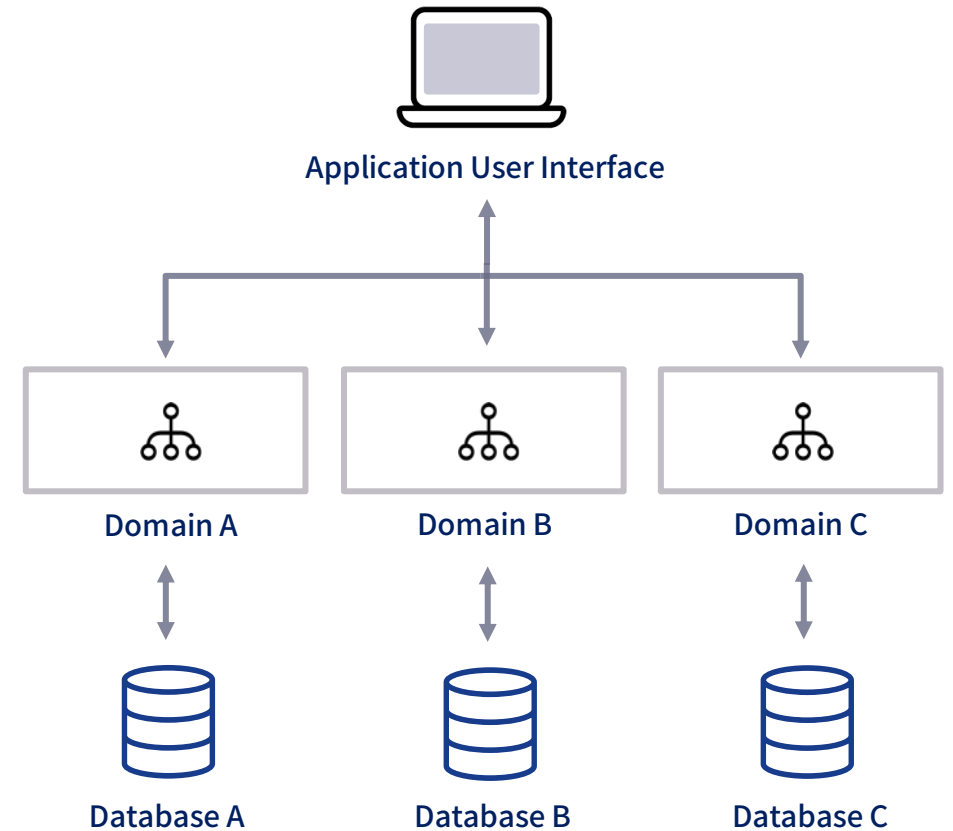 Application User Interface
Domain A
Domain B
Domain C
Database A
Database B
Database C